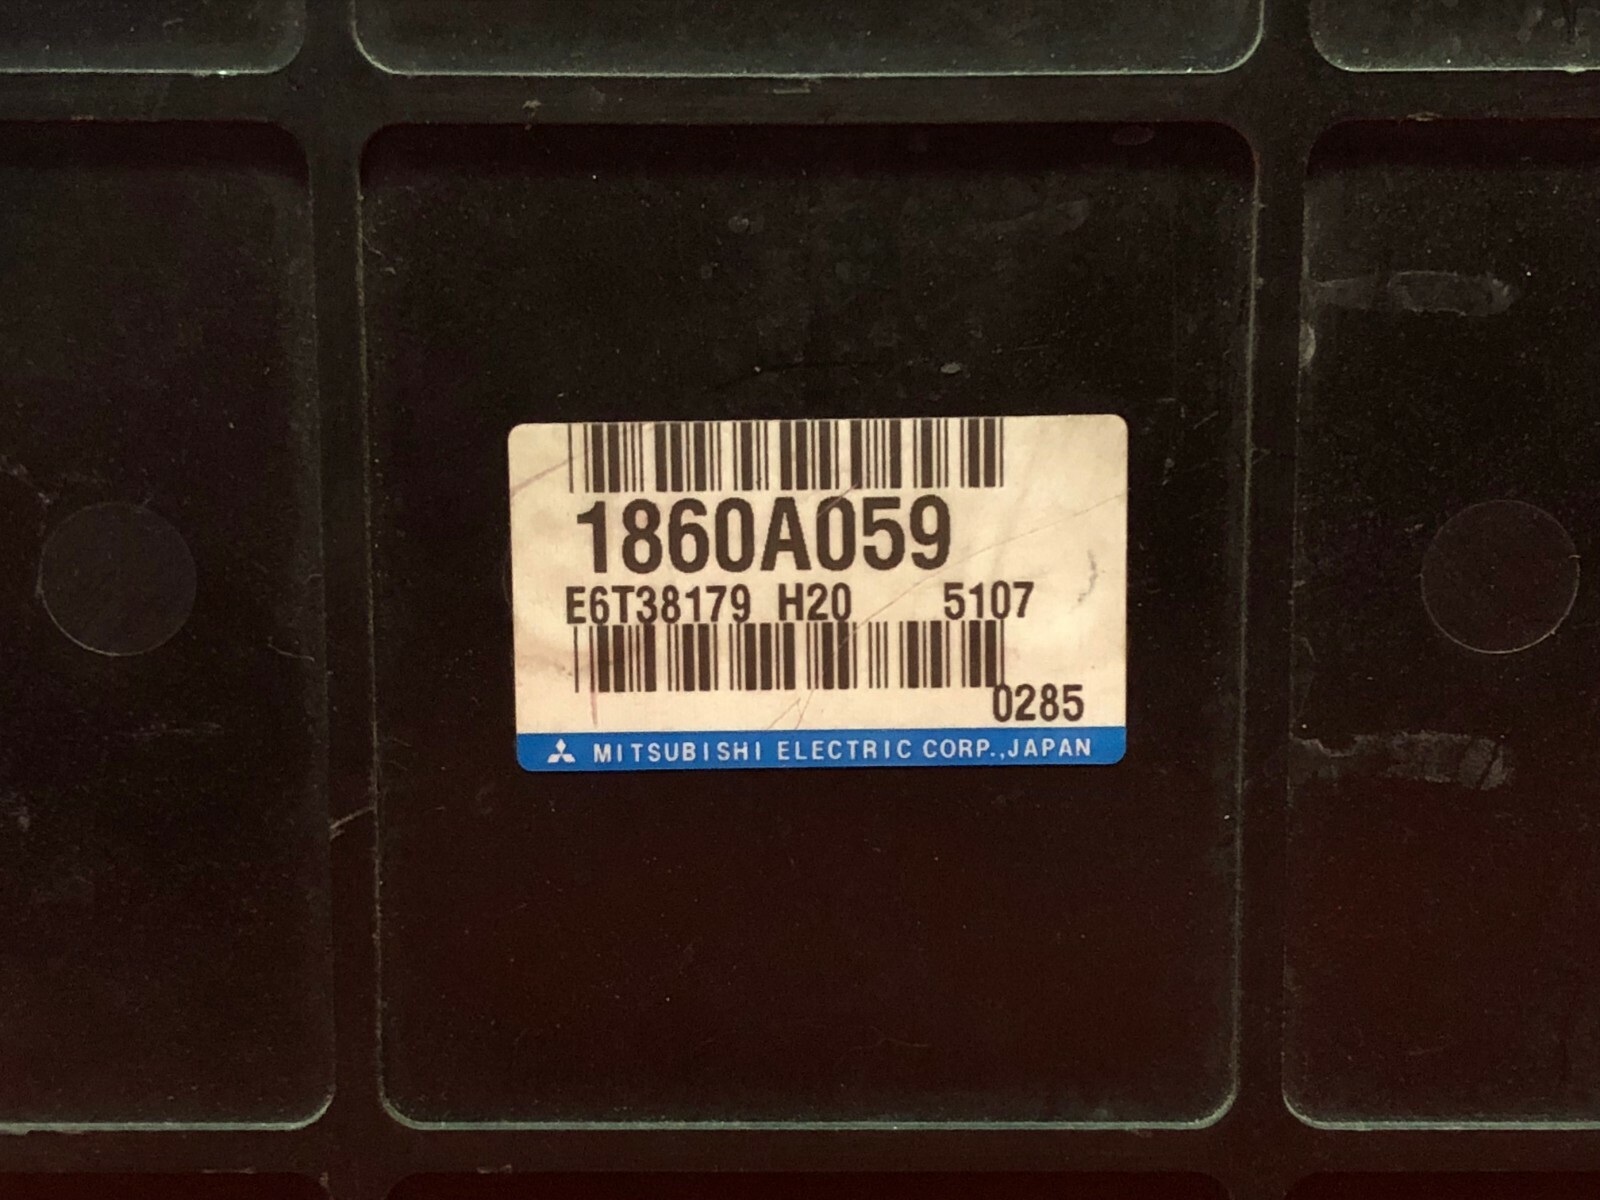 1860A059
E6T38179 H20 5107
0285
MITSUBISHI ELECTRIC CORP.,JAPAN